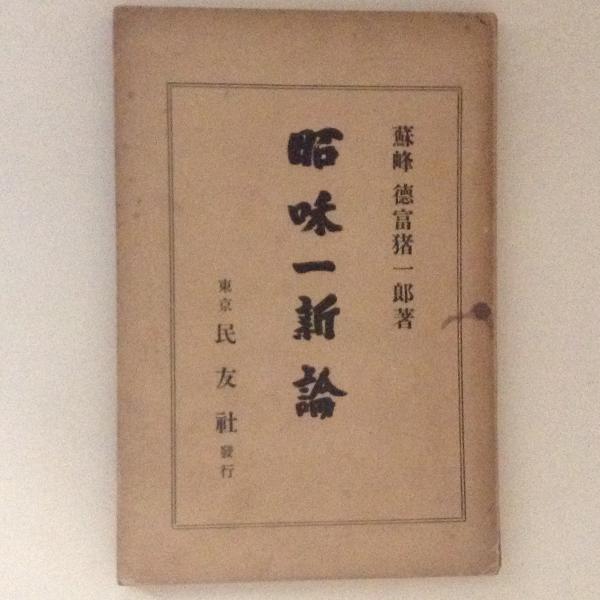 蘇峰 德富猪一郎著
昭咊一新論
東京 民友社 發行